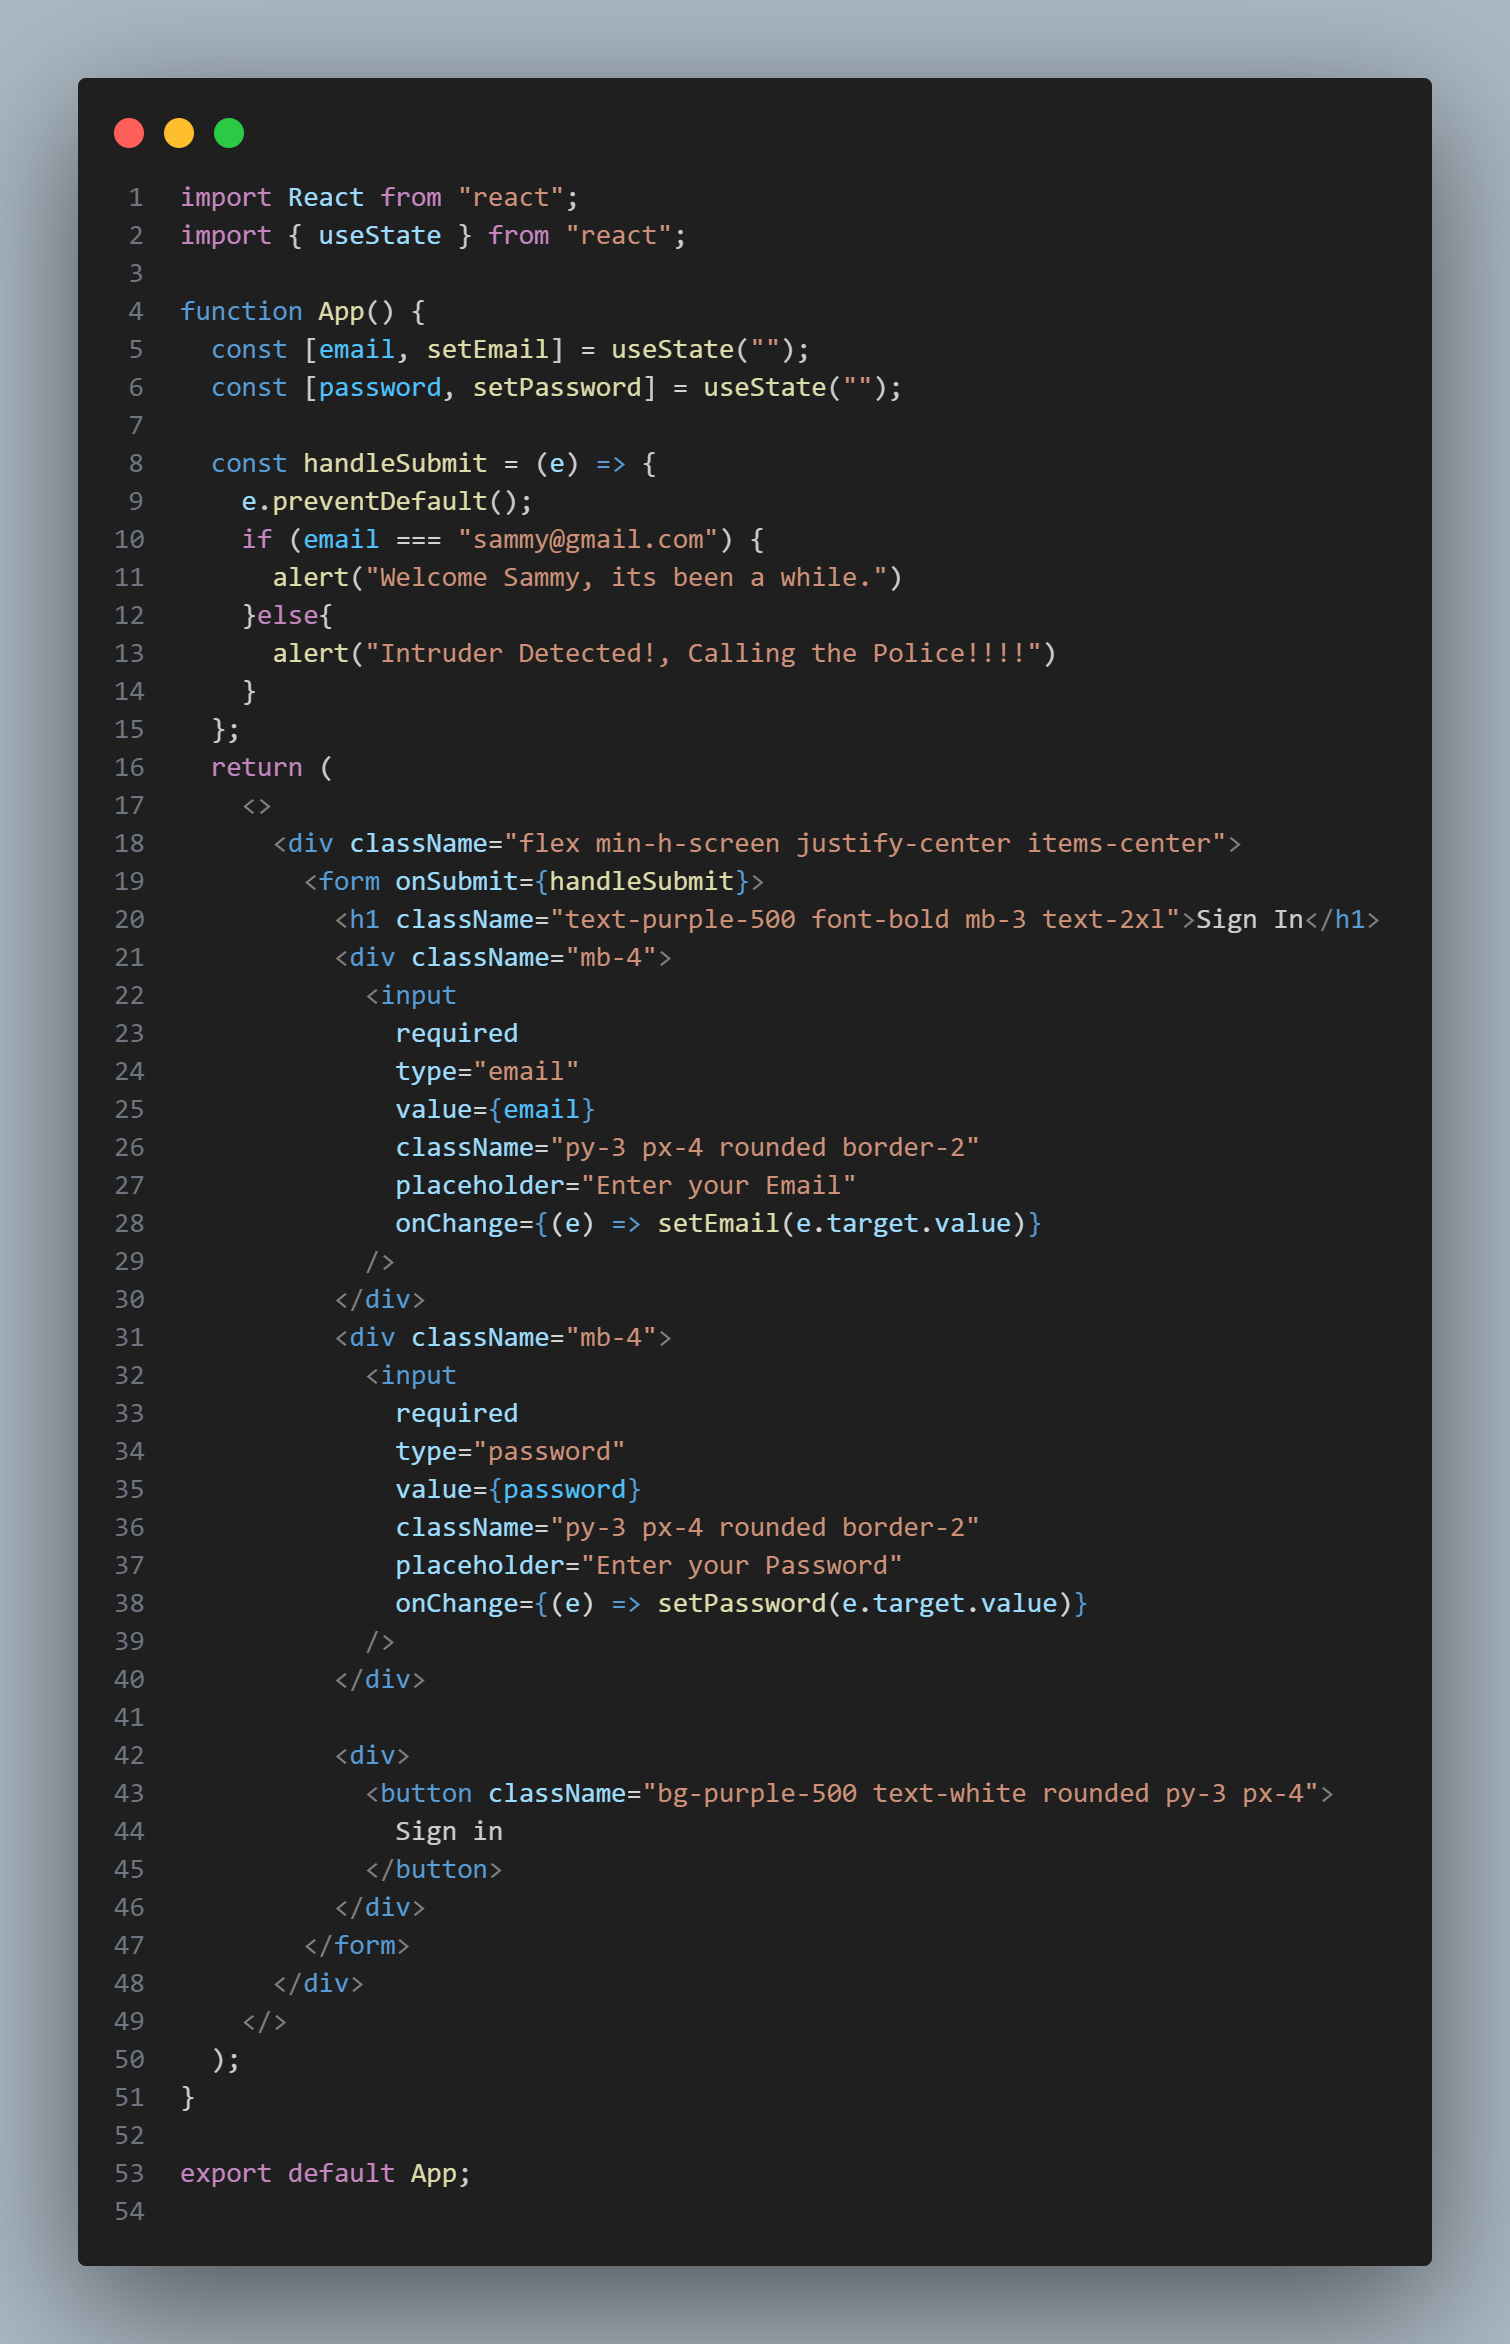 1 import React from "react";
2 import { useState } from "react";
3
4 function App() {
5   const [email, setEmail] = useState("");
6   const [password, setPassword] = useState("");
7
8   const handleSubmit = (e) => {
9     e.preventDefault();
10     if (email === "sammy@gmail.com") {
11       alert("Welcome Sammy, its been a while.")
12     }else{
13       alert("Intruder Detected!, Calling the Police!!!!")
14     }
15   };
16   return (
17     <>
18       <div className="flex min-h-screen justify-center items-center">
19         <form onSubmit={handleSubmit}>
20           <h1 className="text-purple-500 font-bold mb-3 text-2xl">Sign In</h1>
21           <div className="mb-4">
22             <input
23               required
24               type="email"
25               value={email}
26               className="py-3 px-4 rounded border-2"
27               placeholder="Enter your Email"
28               onChange={(e) => setEmail(e.target.value)}
29             />
30           </div>
31           <div className="mb-4">
32             <input
33               required
34               type="password"
35               value={password}
36               className="py-3 px-4 rounded border-2"
37               placeholder="Enter your Password"
38               onChange={(e) => setPassword(e.target.value)}
39             />
40           </div>
41
42           <div>
43             <button className="bg-purple-500 text-white rounded py-3 px-4">
44               Sign in
45             </button>
46           </div>
47         </form>
48       </div>
49     </>
50   );
51 }
52
53 export default App;
54